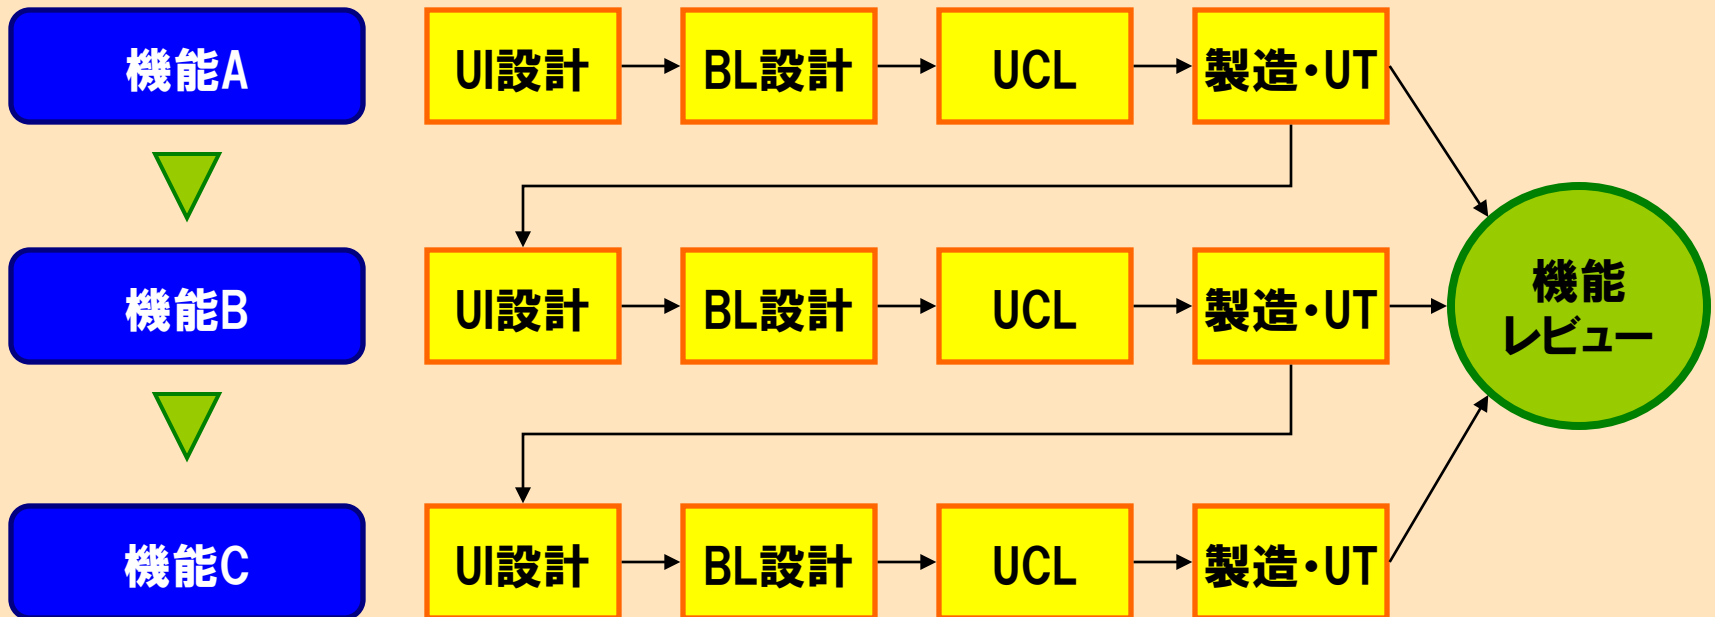 機能A
UI設計
BL設計
UCL
製造・UT
機能B
UI設計
BL設計
UCL
製造・UT
機能
レビュー
機能C
UI設計
BL設計
UCL
製造・UT